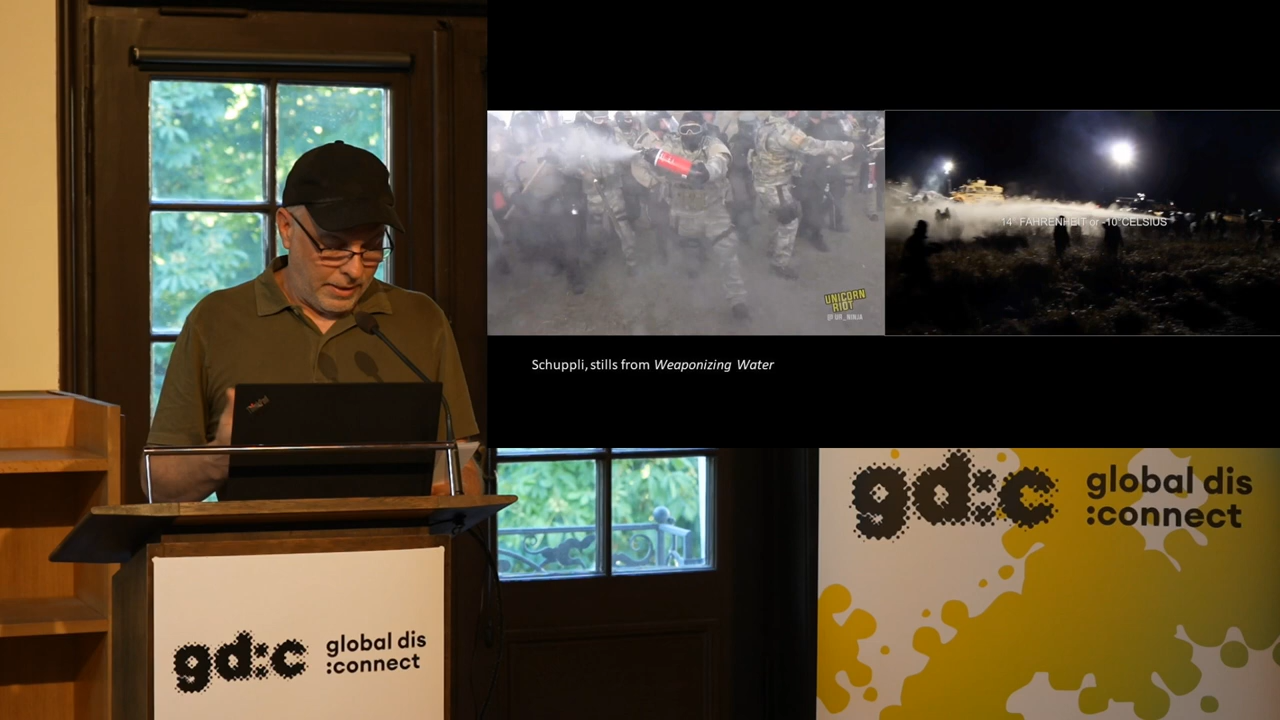 UNICORN
RIOT
@UR_NINJA
14° FAHRENHEIT or -10°CELSIUS
Schuppli, stills from Weaponizing Water
gd:c
global dis
:connect
gd:c
global dis
:connect